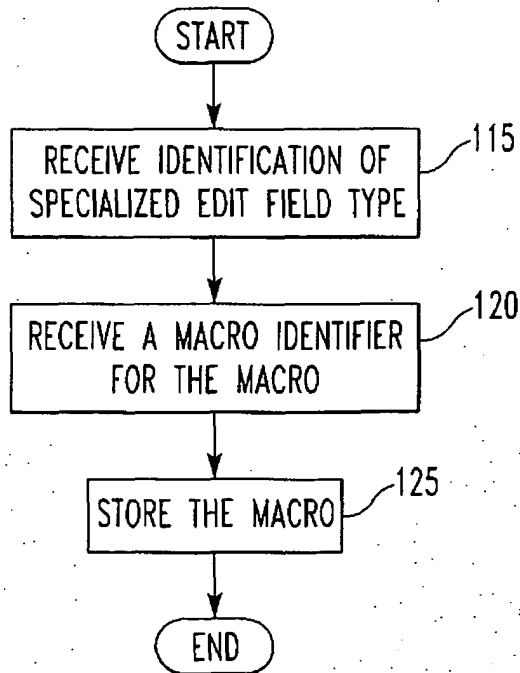 START
RECEIVE IDENTIFICATION OF
SPECIALIZED EDIT FIELD TYPE
115
RECEIVE A MACRO IDENTIFIER
FOR THE MACRO
120
STORE THE MACRO
125
END